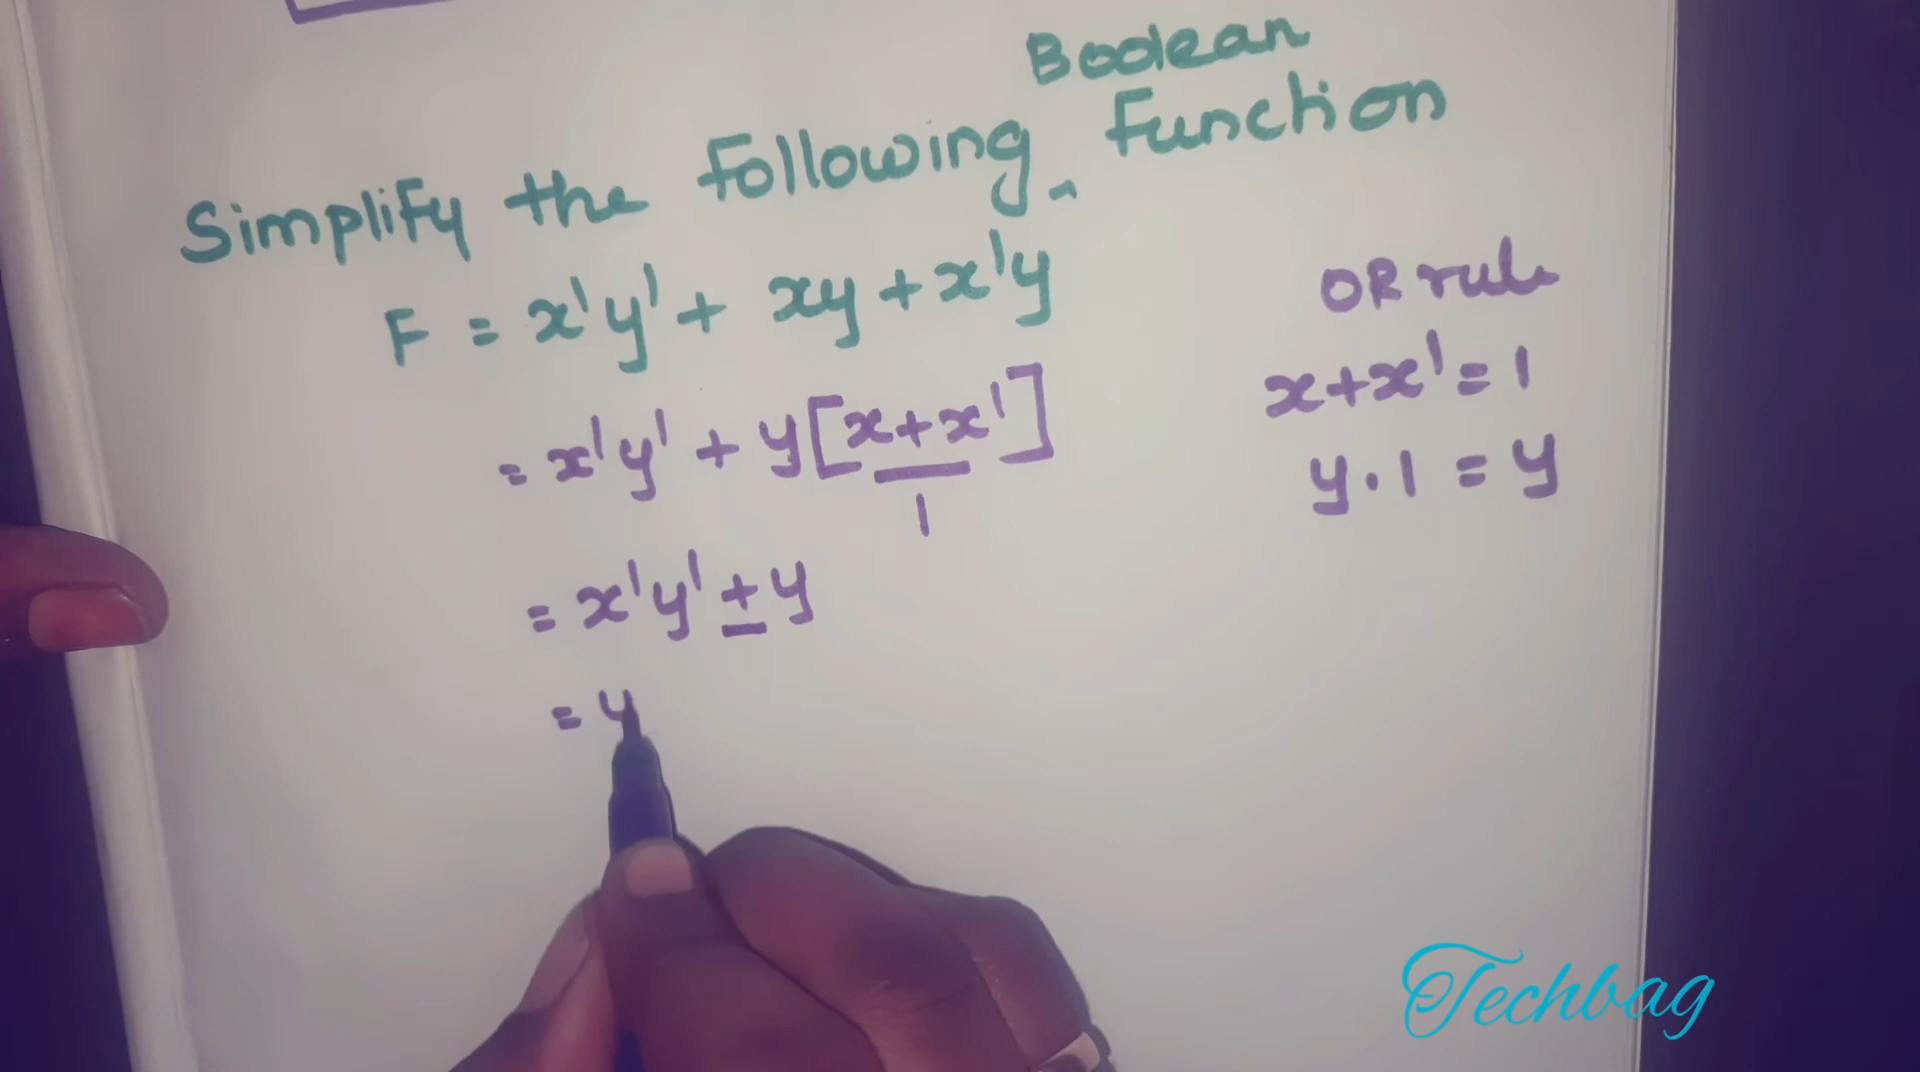 Boolean
Simplify the following ^ Function
F = x'y' + xy + x'y
= x'y' + y[x+x']
1
= x'y' + y
= y
OR rule
x+x' = 1
y.1 = y
Techbag